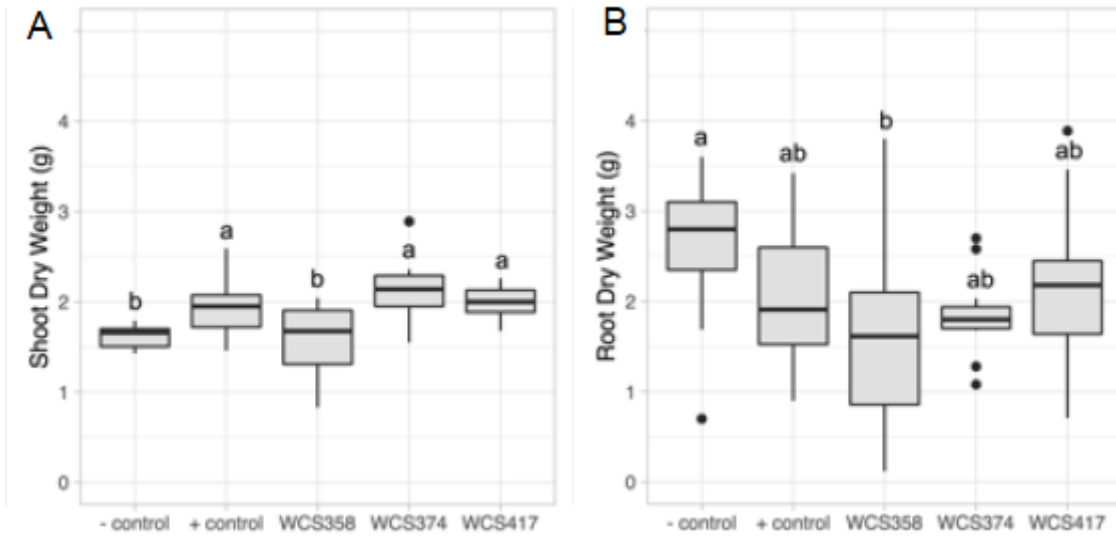 A
Shoot Dry Weight (g)
4
3
2
1
0
b
a
b
a
a
- control
+ control
WCS358
WCS374
WCS417
B
Root Dry Weight (g)
4
3
2
1
0
a
ab
b
ab
ab
- control
+ control
WCS358
WCS374
WCS417